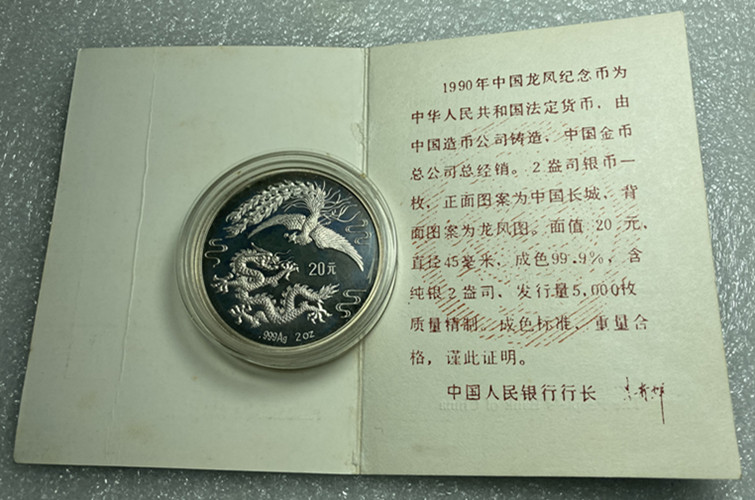 20元
.999Ag 2oz
1990年中国龙凤纪念币为
中华人民共和国法定货币，由
中国造币公司铸造、中国金币
总公司总经销。2盎司银币一
枚，正面图案为中国长城，背
面图案为龙凤图。面值 20 元，
直径45毫米，成色99.9%，含
纯银2盎司，发行量5,000枚
质量精制，成色标准，重量合
格，谨此证明。
中国人民银行行长